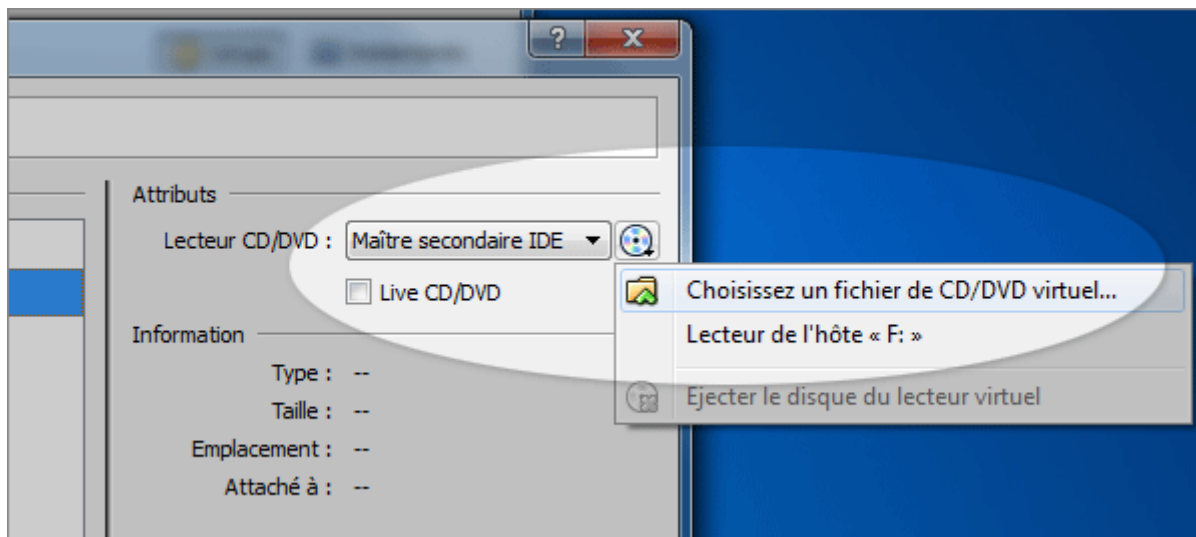 ?
Attributs
Lecteur CD/DVD : Maître secondaire IDE
Live CD/DVD
Choisissez un fichier de CD/DVD virtuel...
Lecteur de l'hôte « F: »
Ejecter le disque du lecteur virtuel
Information
Type : --
Taille : --
Emplacement : --
Attaché à : --